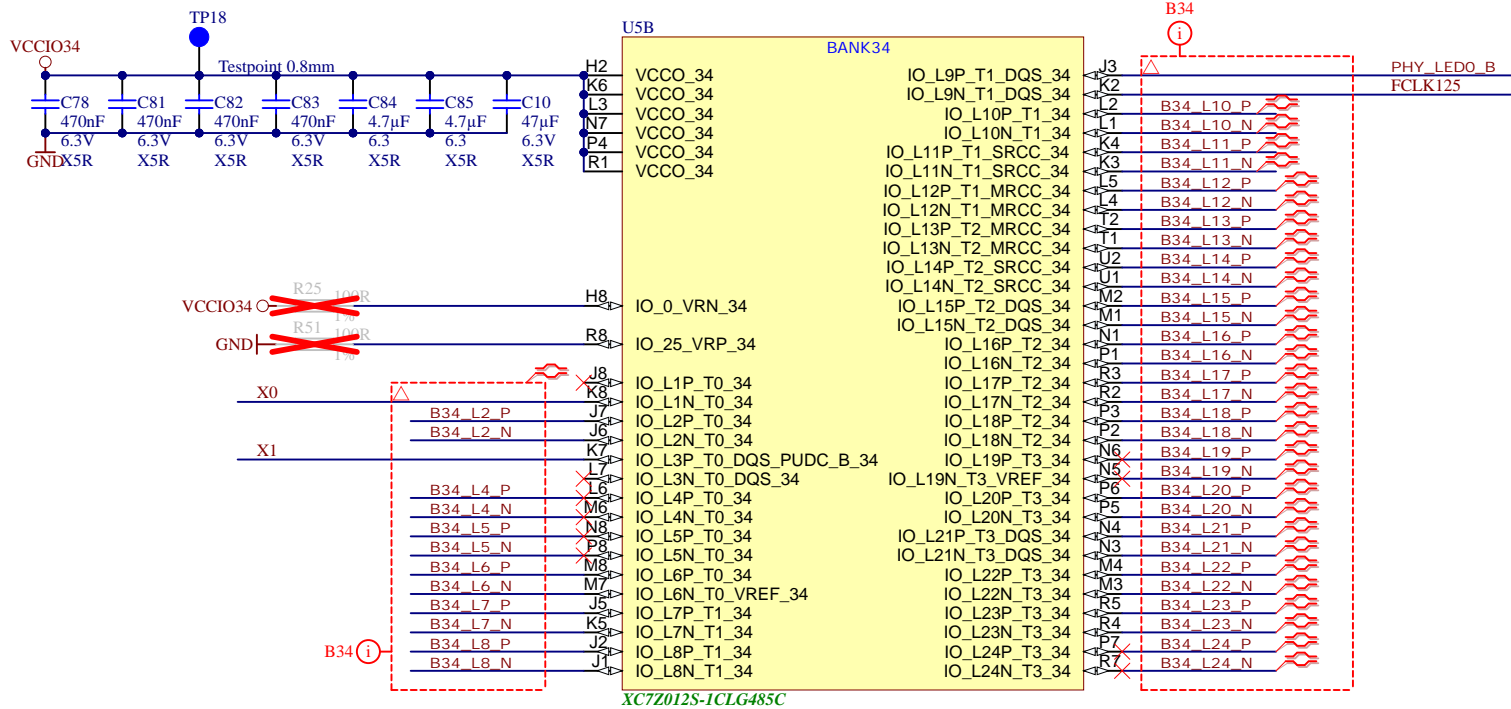 B34
TP18
U5B
VCCIO34
BANK34
Testpoint 0.8mm
C78
470nF
6.3V
X5R
C81
470nF
6.3V
X5R
C82
470nF
6.3V
X5R
C83
470nF
6.3V
X5R
C84
4.7µF
6.3
X5R
C85
4.7µF
6.3
X5R
C10
47µF
6.3V
X5R
GND
H2 VCCO_34
K6 VCCO_34
L3 VCCO_34
N7 VCCO_34
P4 VCCO_34
R1 VCCO_34
VCCIO34 R25 100R 1% H8 IO_0_VRN_34
GND R51 100R 1% R8 IO_25_VRP_34
J8 IO_L1P_T0_34
X0 K8 IO_L1N_T0_34
B34_L2_P J7 IO_L2P_T0_34
B34_L2_N J6 IO_L2N_T0_34
X1 K7 IO_L3P_T0_DQS_PUDC_B_34
L7 IO_L3N_T0_DQS_34
B34_L4_P L6 IO_L4P_T0_34
B34_L4_N M6 IO_L4N_T0_34
B34_L5_P N8 IO_L5P_T0_34
B34_L5_N P8 IO_L5N_T0_34
B34_L6_P M8 IO_L6P_T0_34
B34_L6_N M7 IO_L6N_T0_VREF_34
B34_L7_P J5 IO_L7P_T1_34
B34_L7_N K5 IO_L7N_T1_34
B34_L8_P J2 IO_L8P_T1_34
B34_L8_N J1 IO_L8N_T1_34
B34 i
i
IO_L9P_T1_DQS_34 J3 PHY_LED0_B
IO_L9N_T1_DQS_34 K2 FCLK125
IO_L10P_T1_34 L2 B34_L10_P
IO_L10N_T1_34 L1 B34_L10_N
IO_L11P_T1_SRCC_34 K4 B34_L11_P
IO_L11N_T1_SRCC_34 K3 B34_L11_N
IO_L12P_T1_MRCC_34 L5 B34_L12_P
IO_L12N_T1_MRCC_34 L4 B34_L12_N
IO_L13P_T2_MRCC_34 T2 B34_L13_P
IO_L13N_T2_MRCC_34 T1 B34_L13_N
IO_L14P_T2_SRCC_34 U2 B34_L14_P
IO_L14N_T2_SRCC_34 U1 B34_L14_N
IO_L15P_T2_DQS_34 M2 B34_L15_P
IO_L15N_T2_DQS_34 M1 B34_L15_N
IO_L16P_T2_34 N1 B34_L16_P
IO_L16N_T2_34 P1 B34_L16_N
IO_L17P_T2_34 R3 B34_L17_P
IO_L17N_T2_34 R2 B34_L17_N
IO_L18P_T2_34 P3 B34_L18_P
IO_L18N_T2_34 P2 B34_L18_N
IO_L19P_T3_34 N6 B34_L19_P
IO_L19N_T3_VREF_34 N5 B34_L19_N
IO_L20P_T3_34 P6 B34_L20_P
IO_L20N_T3_34 P5 B34_L20_N
IO_L21P_T3_DQS_34 N4 B34_L21_P
IO_L21N_T3_DQS_34 N3 B34_L21_N
IO_L22P_T3_34 M4 B34_L22_P
IO_L22N_T3_34 M3 B34_L22_N
IO_L23P_T3_34 R5 B34_L23_P
IO_L23N_T3_34 R4 B34_L23_N
IO_L24P_T3_34 P7 B34_L24_P
IO_L24N_T3_34 R7 B34_L24_N
XC7Z012S-1CLG485C